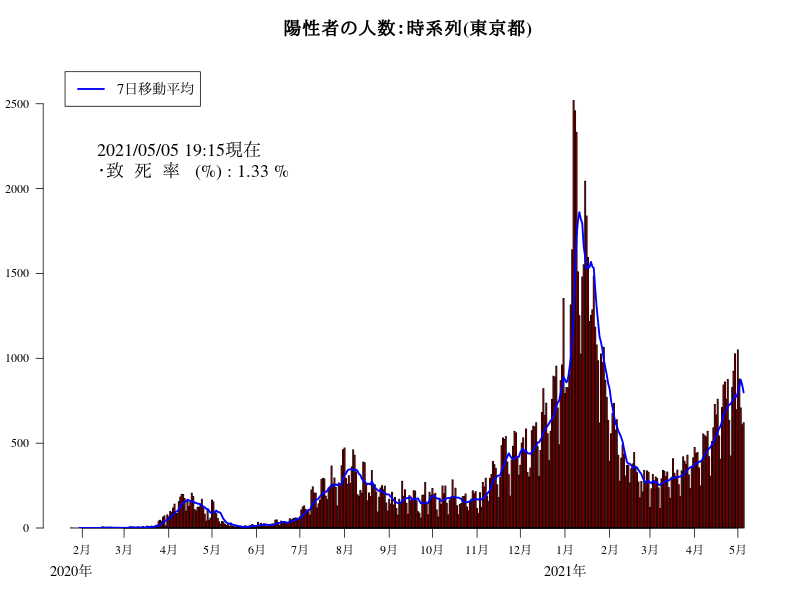 陽性者の人数:時系列(東京都)
7日移動平均
2021/05/05 19:15現在
・致 死 率 (%) : 1.33 %
2500
2000
1500
1000
500
0
2月 3月 4月 5月 6月 7月 8月 9月 10月 11月 12月 1月 2月 3月 4月 5月
2020年 2021年